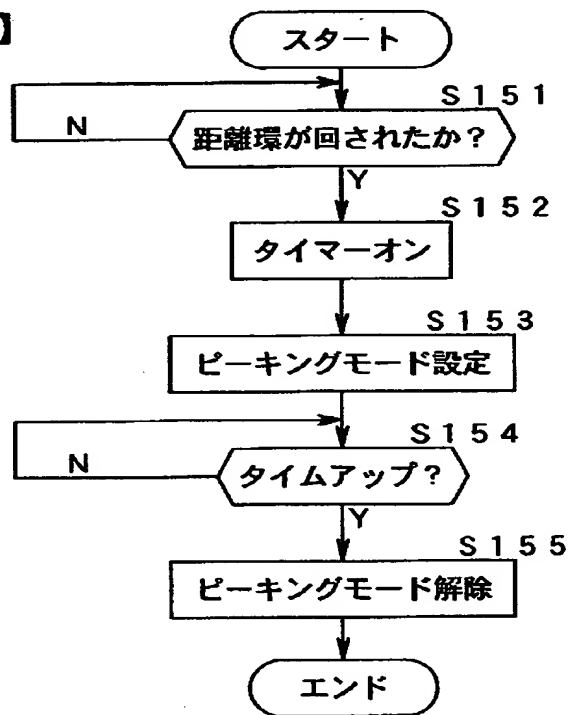 】
スタート
S151
距離環が回されたか？
N
Y
S152
タイマーオン
S153
ピーキングモード設定
S154
タイムアップ？
N
Y
S155
ピーキングモード解除
エンド